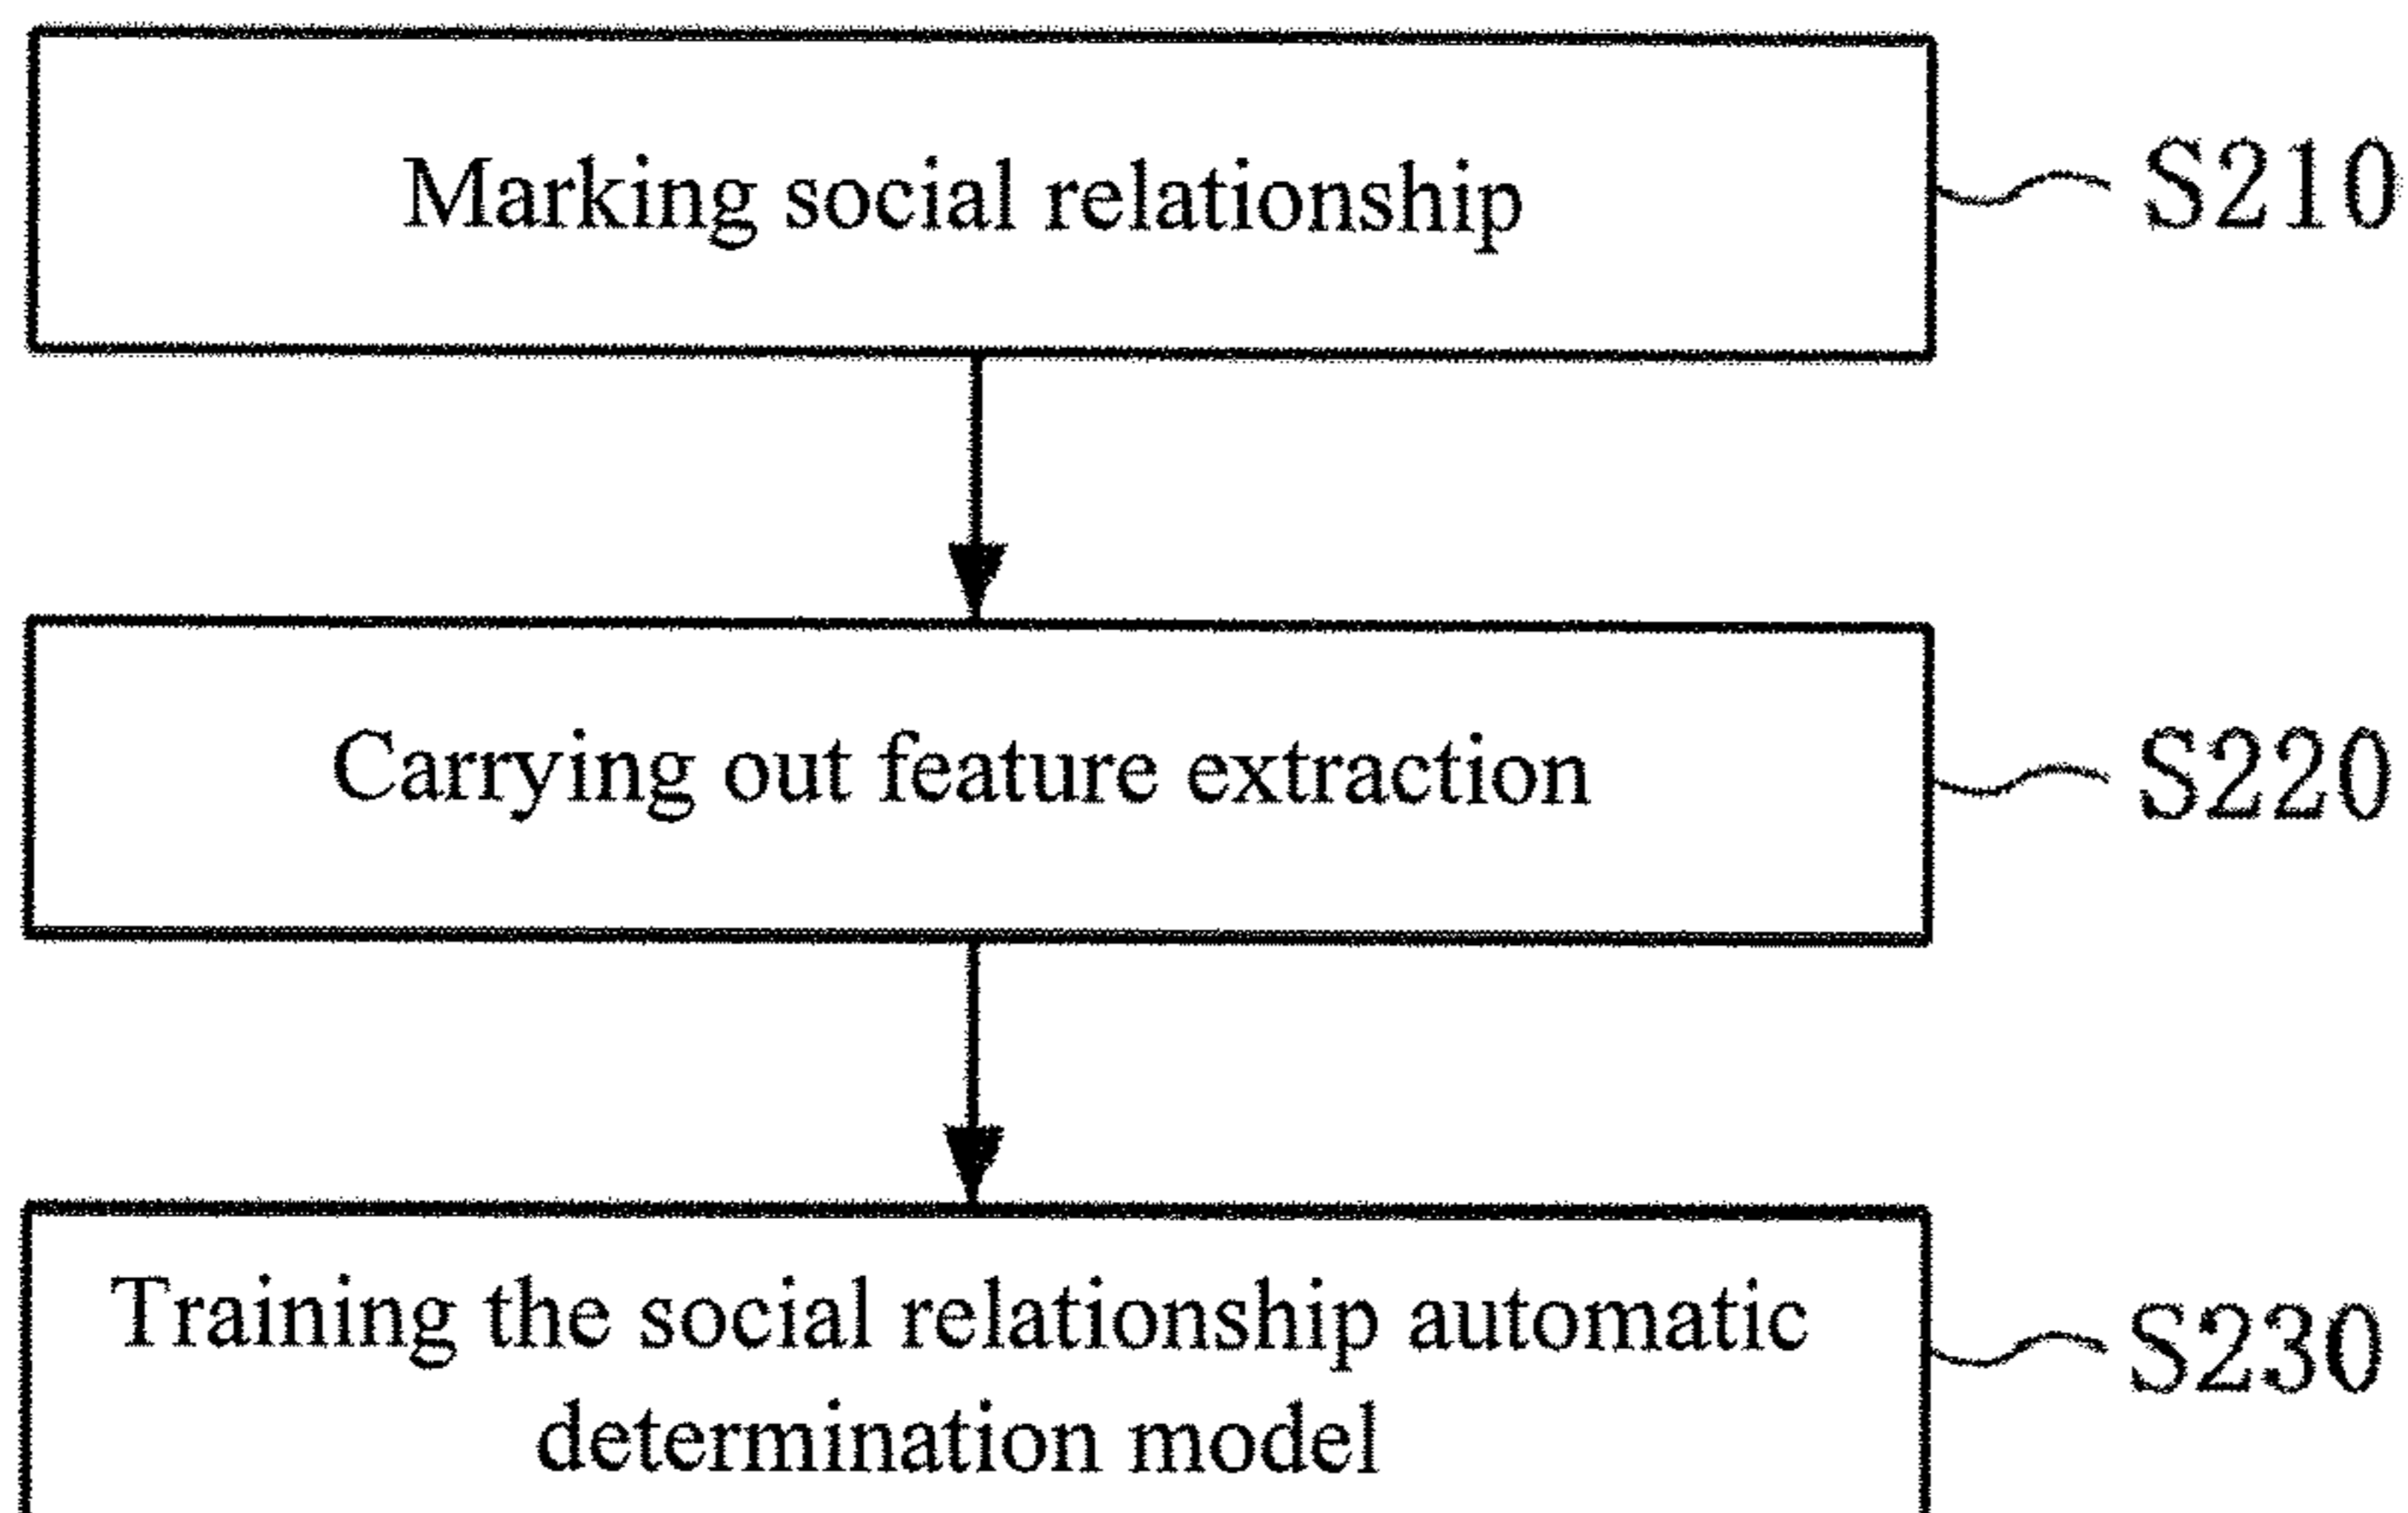 Marking social relationship
S210
Carrying out feature extraction
S220
Training the social relationship automatic
determination model
S230